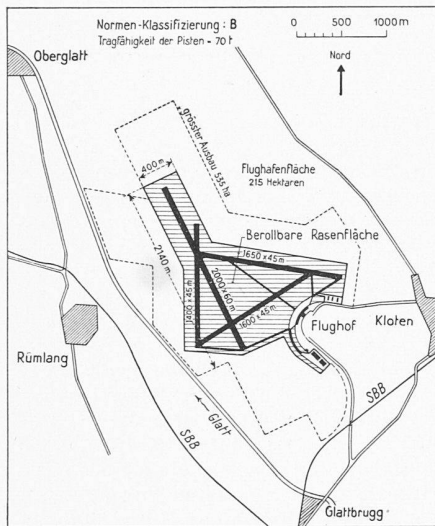 Normen-Klassifizierung : B
Tragfähigkeit der Pisten - 70 t
0 500 1000 m
Nord
Oberglatt
grösster Ausbau 535 ha
400 m
Flughafenfläche
215 Hektaren
2140 m
Berollbare Rasenfläche
1650 x 45 m
2000 x 60 m
1400 x 45 m
1600 x 45 m
Flughof
Kloten
Rümlang
Glatt
SBB
SBB
Glattbrugg